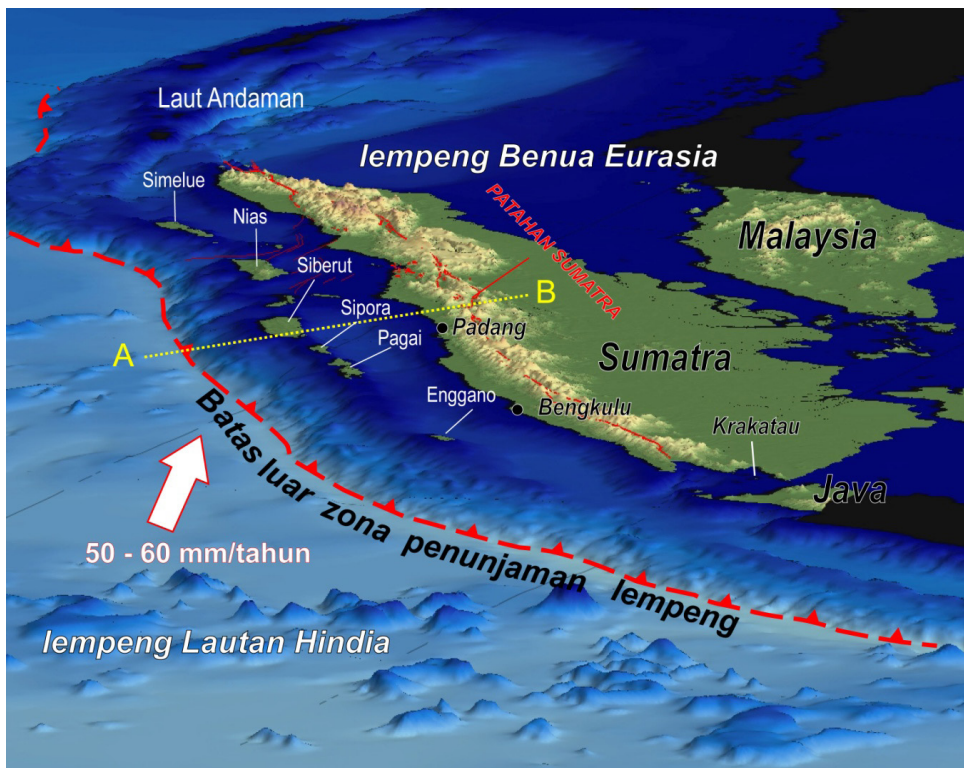 Laut Andaman
lempeng Benua Eurasia
Simelue
Nias
PATAHAN SUMATRA
Malaysia
Siberut
B
Sipora
Padang
A
Pagai
Sumatra
Enggano
Bengkulu
Krakatau
Java
Batas luar zona penunjaman lempeng
50 - 60 mm/tahun
lempeng Lautan Hindia